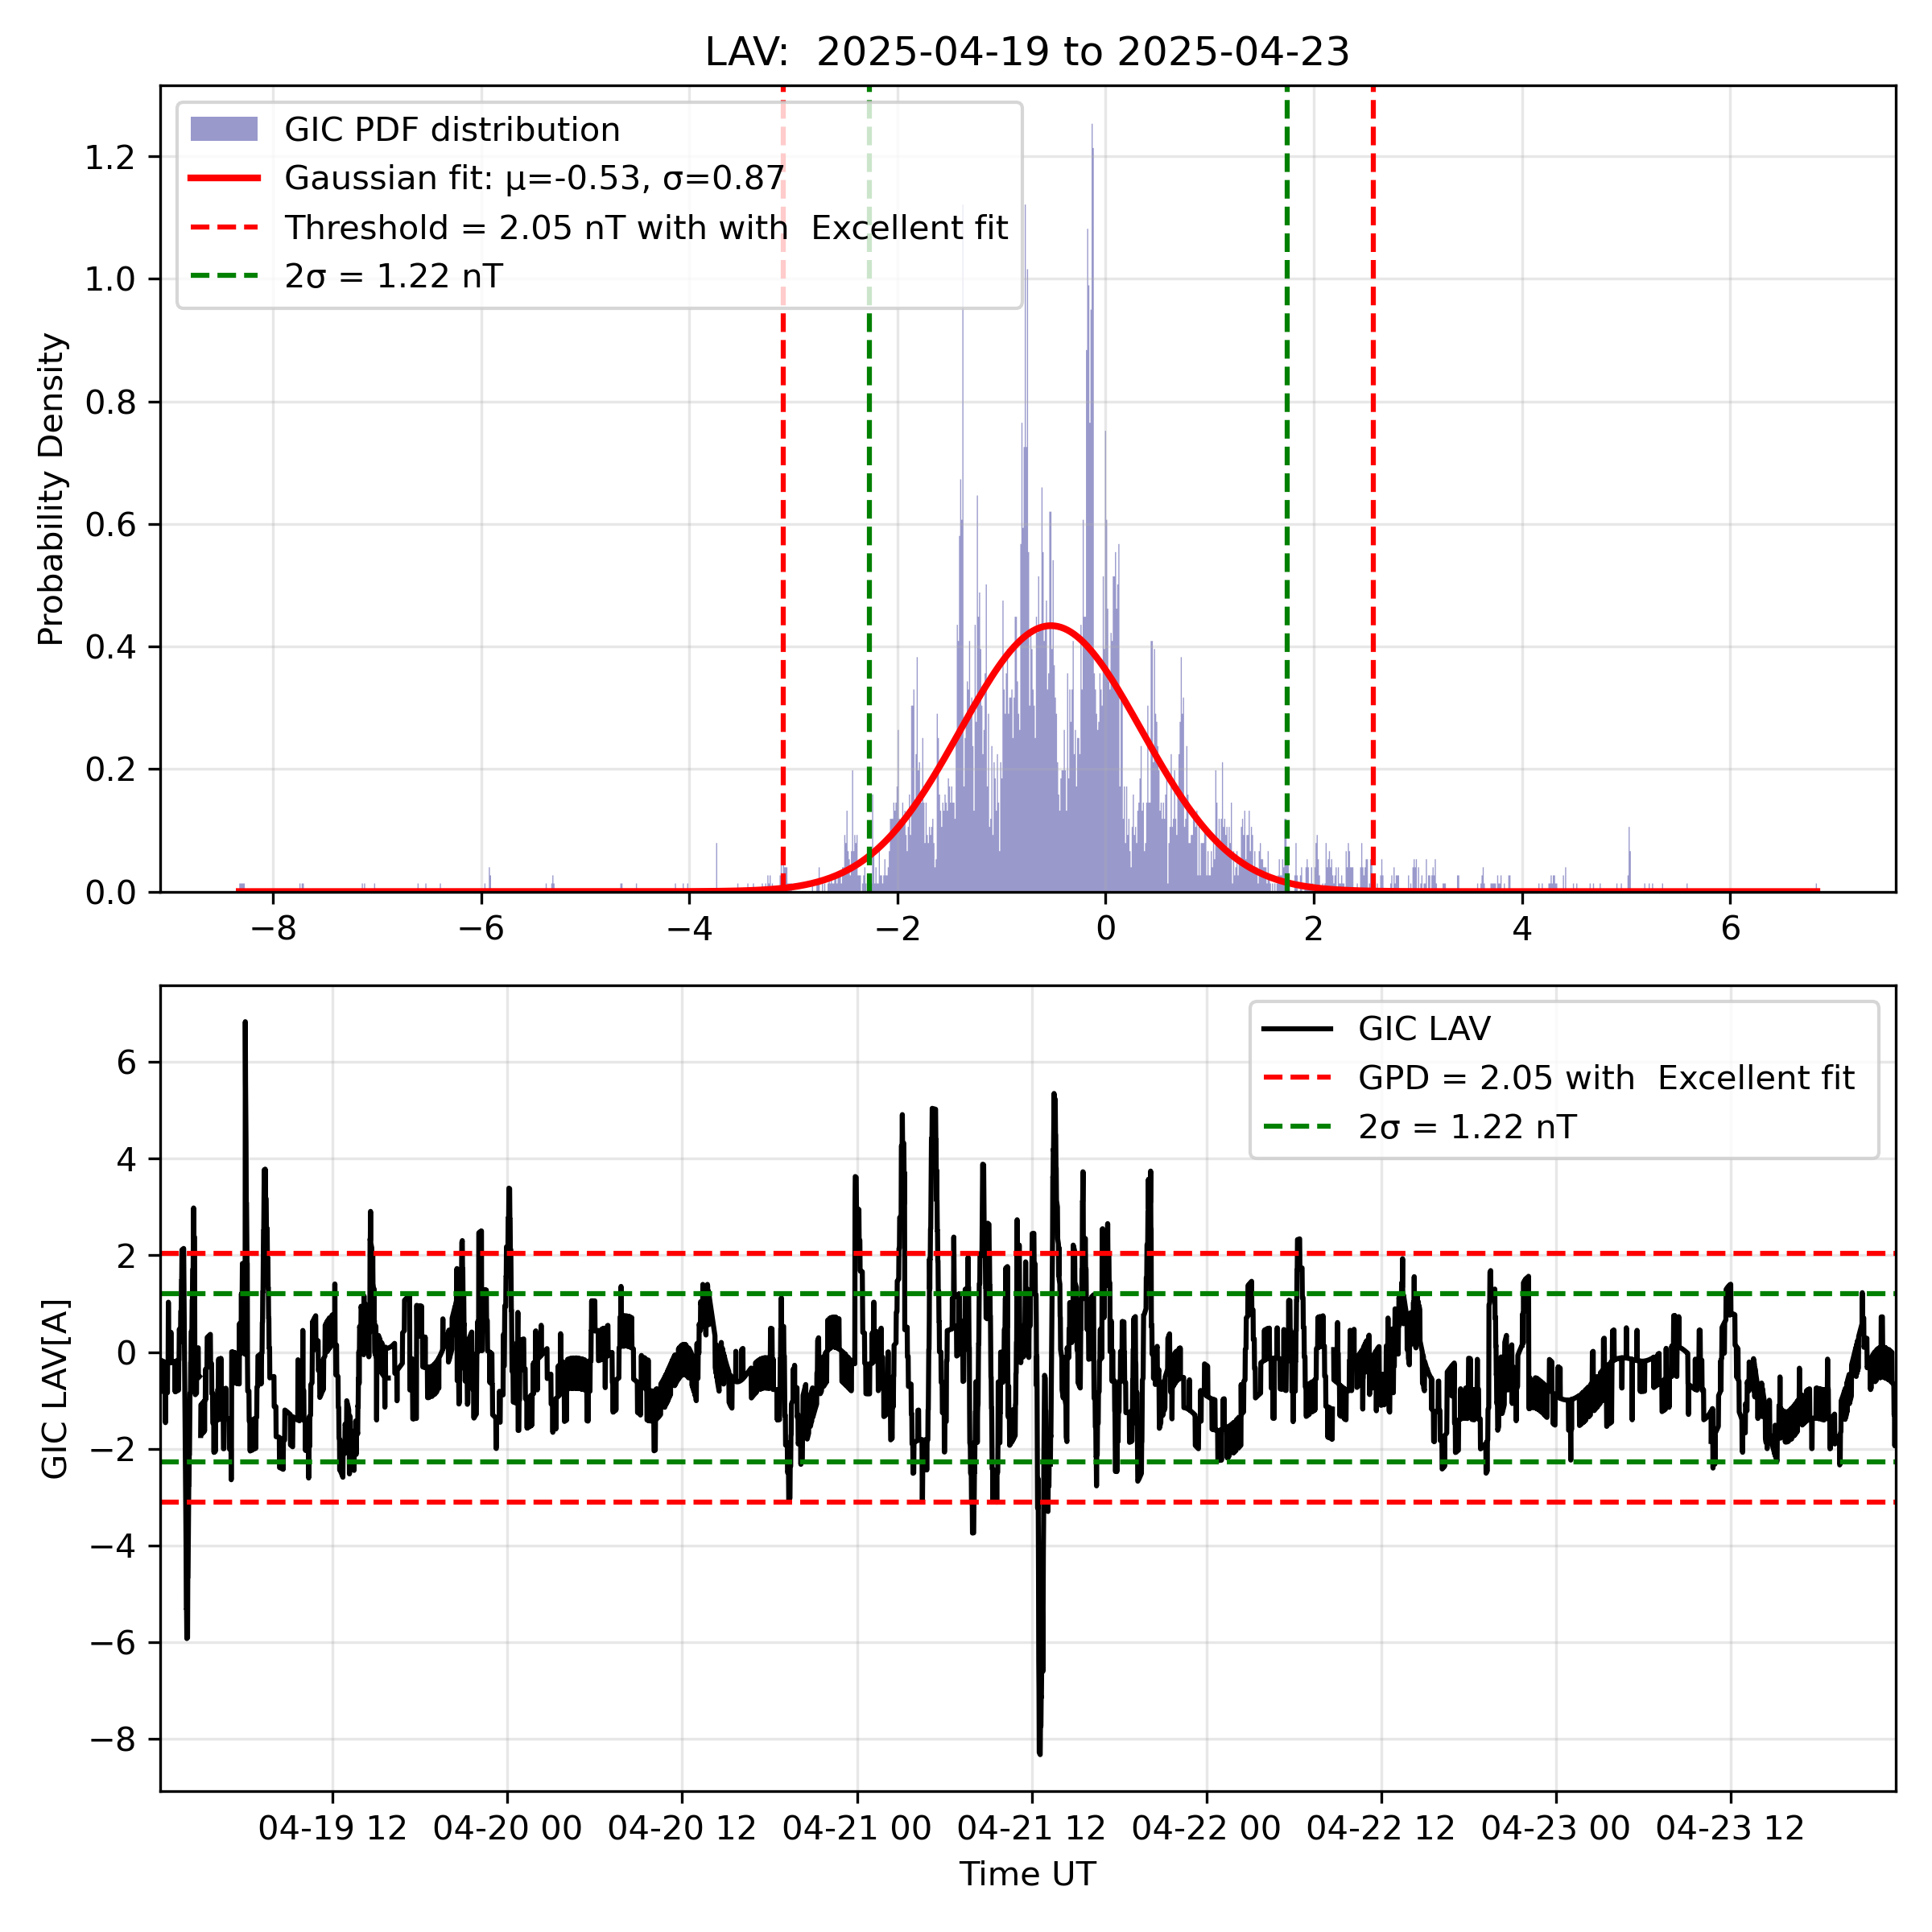 LAV:  2025-04-19 to 2025-04-23
GIC PDF distribution
Gaussian fit: μ=-0.53, σ=0.87
Threshold = 2.05 nT with with  Excellent fit
2σ = 1.22 nT
Probability Density
1.2
1.0
0.8
0.6
0.4
0.2
0.0
−8 −6 −4 −2 0 2 4 6
GIC LAV
GPD = 2.05 with  Excellent fit
2σ = 1.22 nT
GIC LAV[A]
6
4
2
0
−2
−4
−6
−8
04-19 12 04-20 00 04-20 12 04-21 00 04-21 12 04-22 00 04-22 12 04-23 00 04-23 12
Time UT